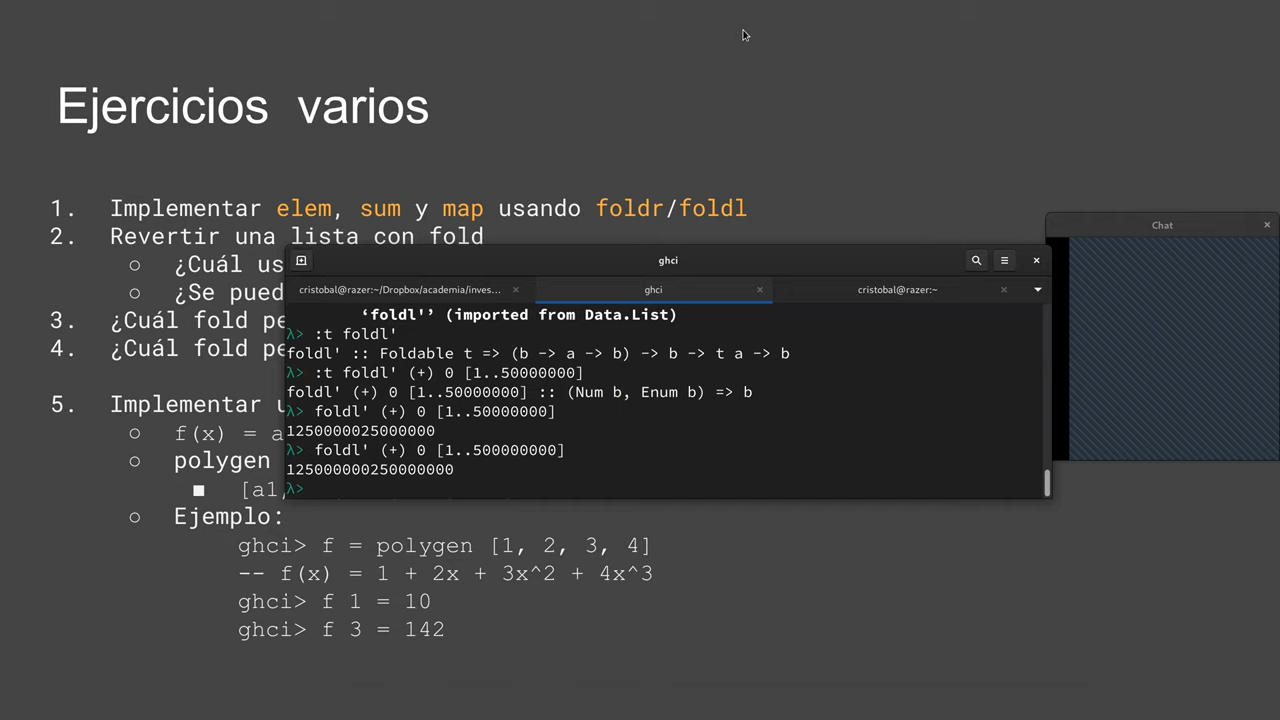 Ejercicios varios
1. Implementar elem, sum y map usando foldr/foldl
2. Revertir una lista con fold
○ ¿Cuál us
○ ¿Se pued
3. ¿Cuál fold pe
4. ¿Cuál fold pe
5. Implementar u
○ f(x) = a
○ polygen
■ [a1,
○ Ejemplo:
ghci> f = polygen [1, 2, 3, 4]
-- f(x) = 1 + 2x + 3x^2 + 4x^3
ghci> f 1 = 10
ghci> f 3 = 142
ghci
cristobal@razer:~/Dropbox/academia/inves...
ghci
cristobal@razer:~
‘foldl'’ (imported from Data.List)
λ> :t foldl'
foldl' :: Foldable t => (b -> a -> b) -> b -> t a -> b
λ> :t foldl' (+) 0 [1..50000000]
foldl' (+) 0 [1..50000000] :: (Num b, Enum b) => b
λ> foldl' (+) 0 [1..50000000]
1250000025000000
λ> foldl' (+) 0 [1..500000000]
125000000250000000
λ>
Chat